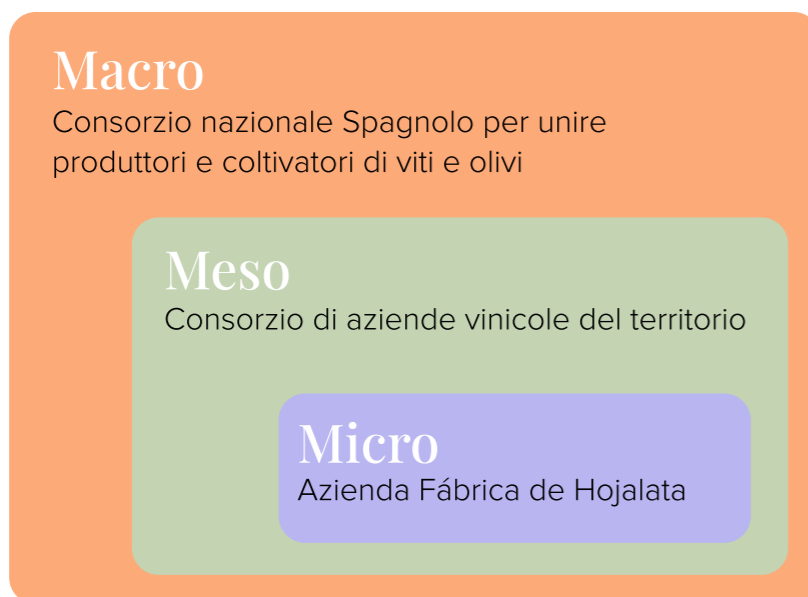 Macro
Consorzio nazionale Spagnolo per unire
produttori e coltivatori di viti e olivi
Meso
Consorzio di aziende vinicole del territorio
Micro
Azienda Fábrica de Hojalata